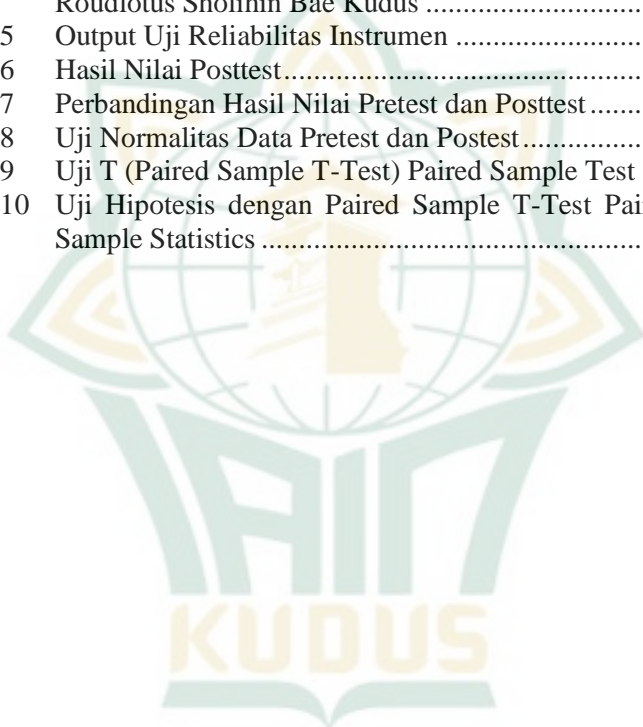 Roudlotus Sholihin Bae Kudus ............................
5 Output Uji Reliabilitas Instrumen ........................
6 Hasil Nilai Posttest...............................................
7 Perbandingan Hasil Nilai Pretest dan Posttest.......
8 Uji Normalitas Data Pretest dan Postest................
9 Uji T (Paired Sample T-Test) Paired Sample Test
10 Uji Hipotesis dengan Paired Sample T-Test Pai
Sample Statistics ..................................................
IAIN
KUDUS